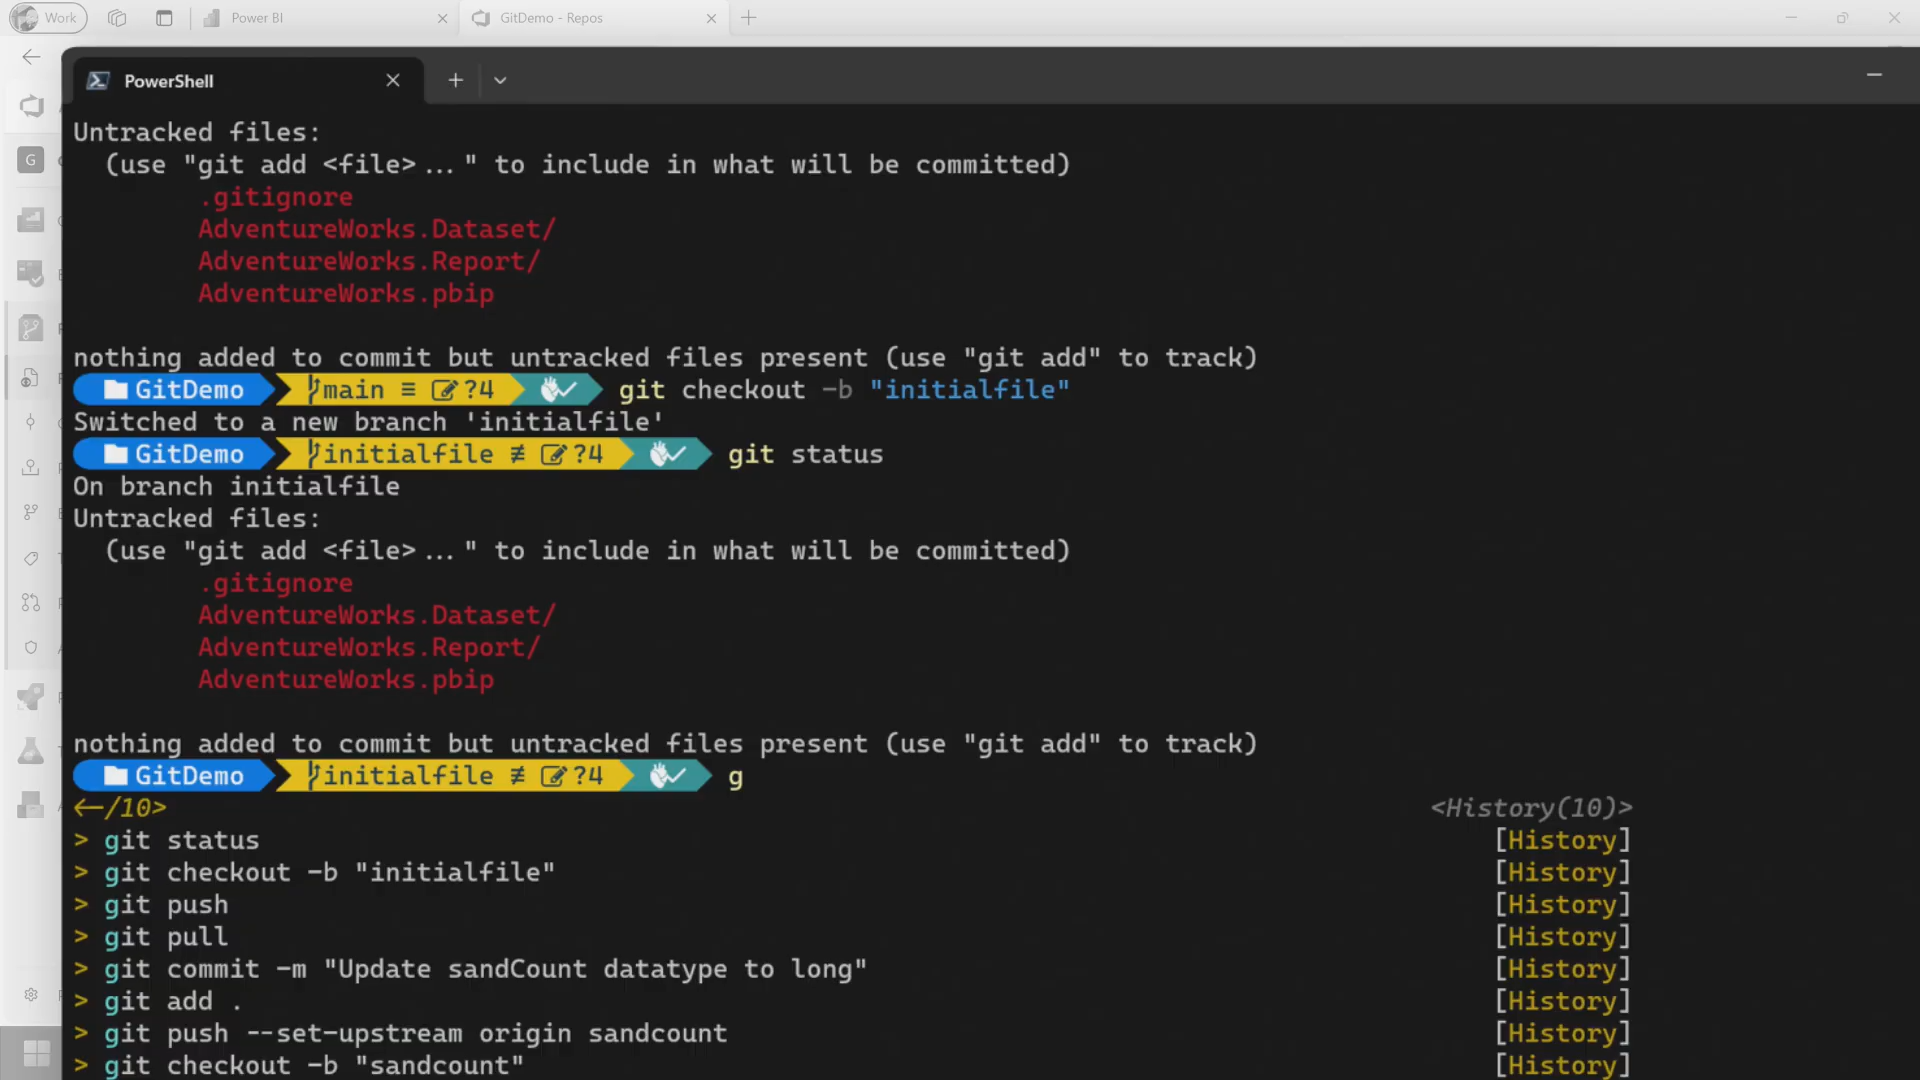 Work
Power BI
GitDemo - Repos
PowerShell
Untracked files:
(use "git add <file>..." to include in what will be committed)
.gitignore
AdventureWorks.Dataset/
AdventureWorks.Report/
AdventureWorks.pbip
nothing added to commit but untracked files present (use "git add" to track)
GitDemo main ≡ ?4 git checkout -b "initialfile"
Switched to a new branch 'initialfile'
GitDemo initialfile ≢ ?4 git status
On branch initialfile
Untracked files:
(use "git add <file>..." to include in what will be committed)
.gitignore
AdventureWorks.Dataset/
AdventureWorks.Report/
AdventureWorks.pbip
nothing added to commit but untracked files present (use "git add" to track)
GitDemo initialfile ≢ ?4 g
<-/10> <History(10)>
> git status [History]
> git checkout -b "initialfile" [History]
> git push [History]
> git pull [History]
> git commit -m "Update sandCount datatype to long" [History]
> git add . [History]
> git push --set-upstream origin sandcount [History]
> git checkout -b "sandcount" [History]
G